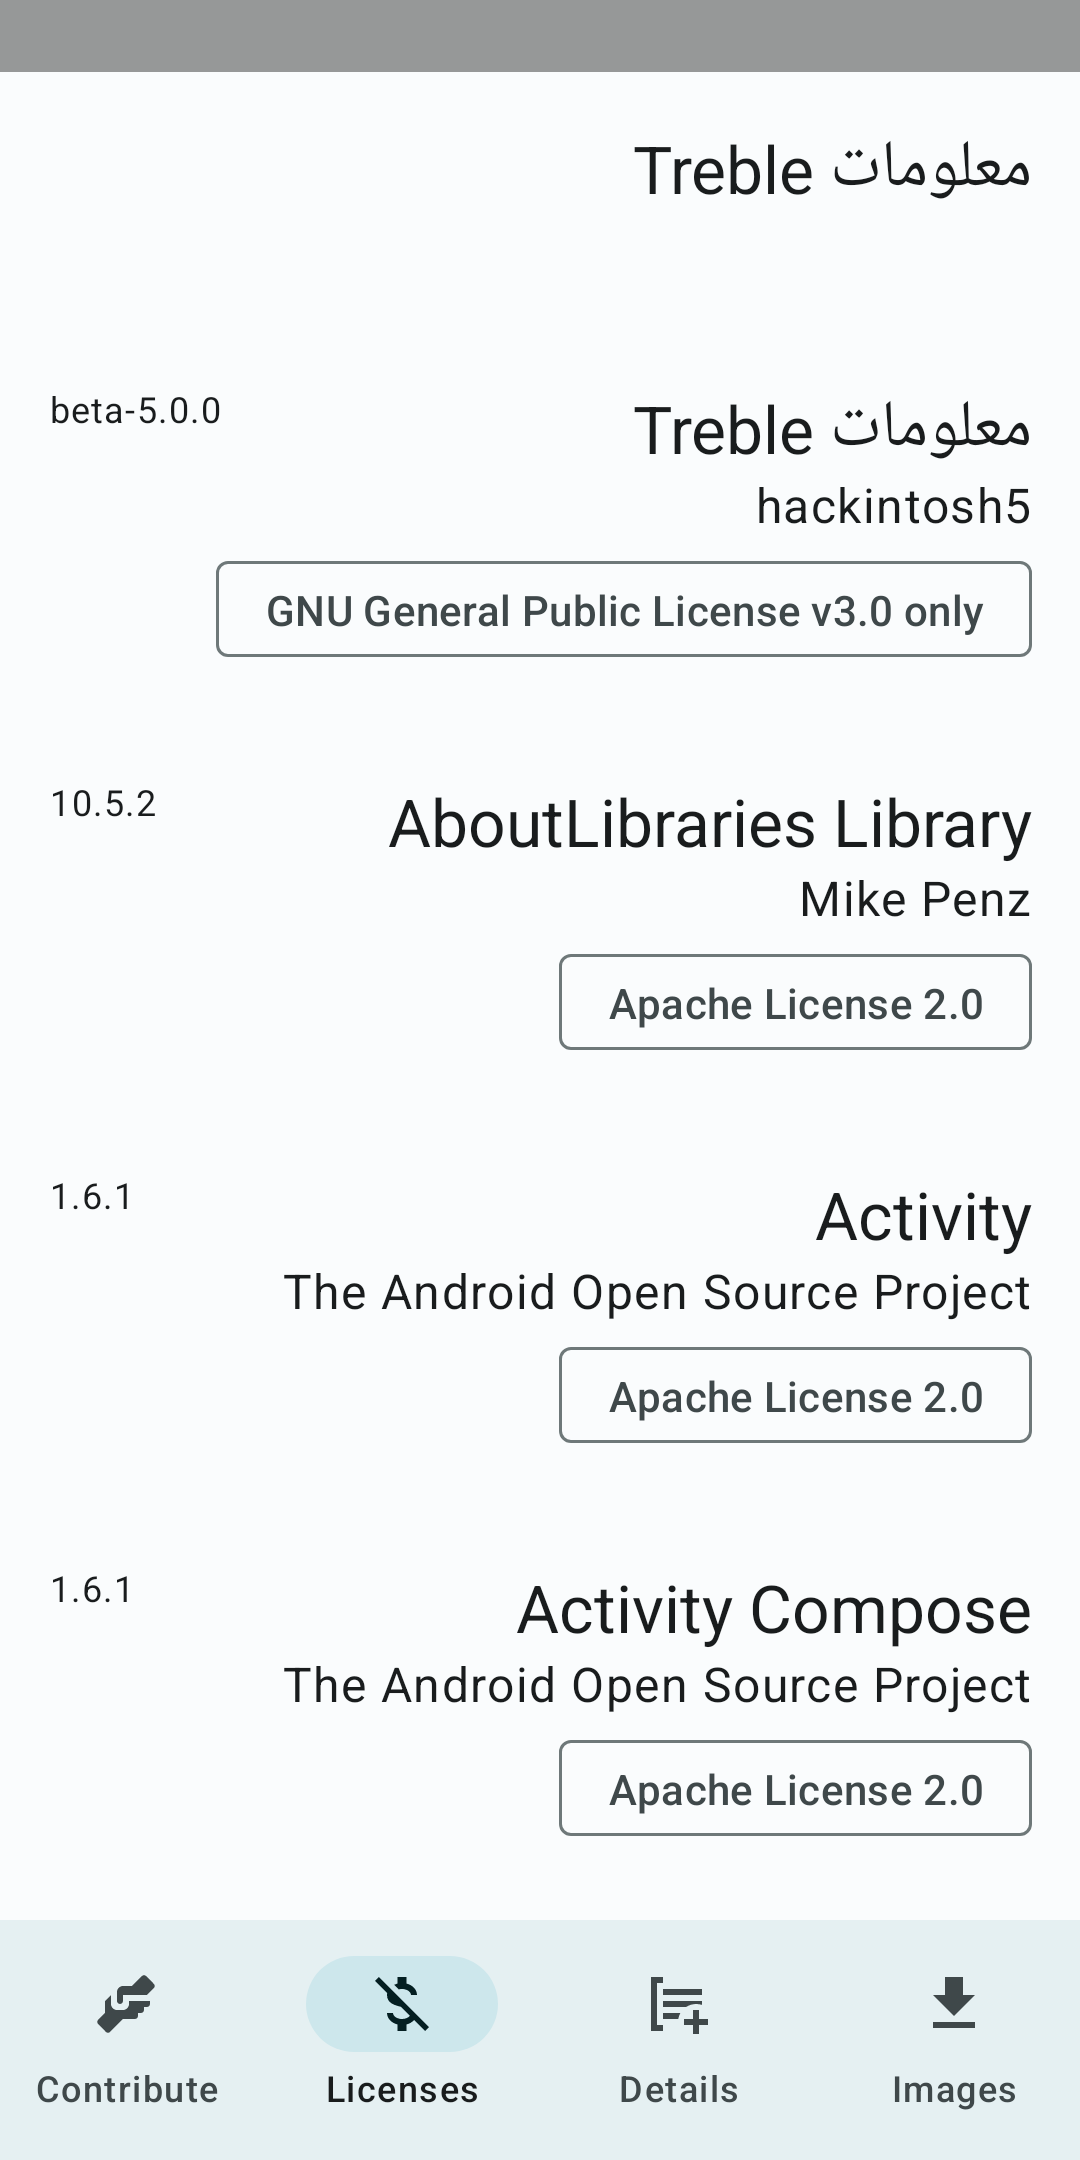 معلومات Treble
معلومات Treble
beta-5.0.0
hackintosh5
GNU General Public License v3.0 only
AboutLibraries Library
10.5.2
Mike Penz
Apache License 2.0
Activity
1.6.1
The Android Open Source Project
Apache License 2.0
Activity Compose
1.6.1
The Android Open Source Project
Apache License 2.0
Contribute
Licenses
Details
Images